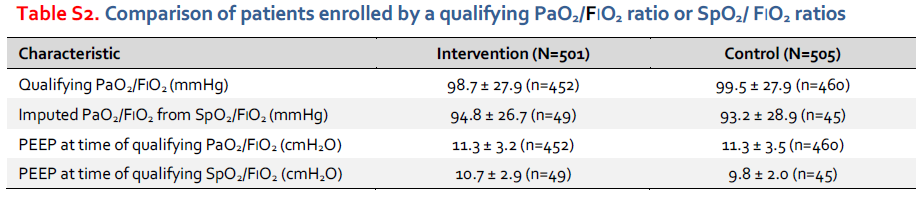 Table S2. Comparison of patients enrolled by a qualifying PaO₂/FIO₂ ratio or SpO₂/ FIO₂ ratios
Characteristic Intervention (N=501) Control (N=505)
Qualifying PaO₂/FIO₂ (mmHg) 98.7 ± 27.9 (n=452) 99.5 ± 27.9 (n=460)
Imputed PaO₂/FIO₂ from SpO₂/FIO₂ (mmHg) 94.8 ± 26.7 (n=49) 93.2 ± 28.9 (n=45)
PEEP at time of qualifying PaO₂/FIO₂ (cmH₂O) 11.3 ± 3.2 (n=452) 11.3 ± 3.5 (n=460)
PEEP at time of qualifying SpO₂/FIO₂ (cmH₂O) 10.7 ± 2.9 (n=49) 9.8 ± 2.0 (n=45)